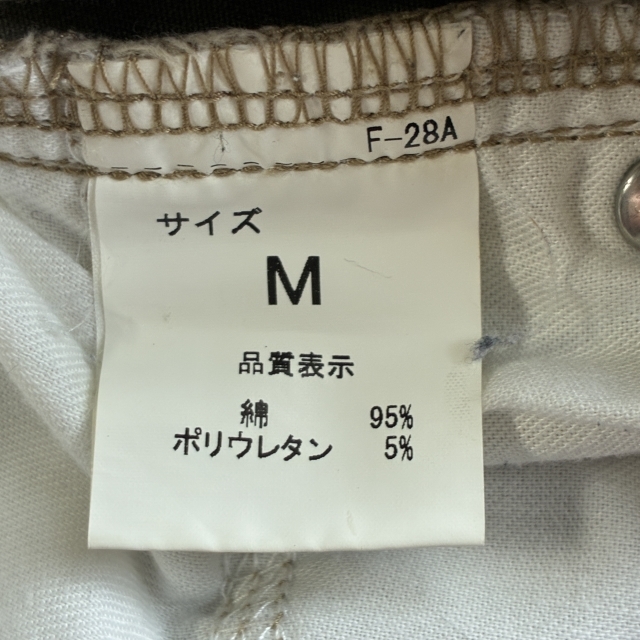 F-28A
サイズ
M
品質表示
綿 95%
ポリウレタン 5%